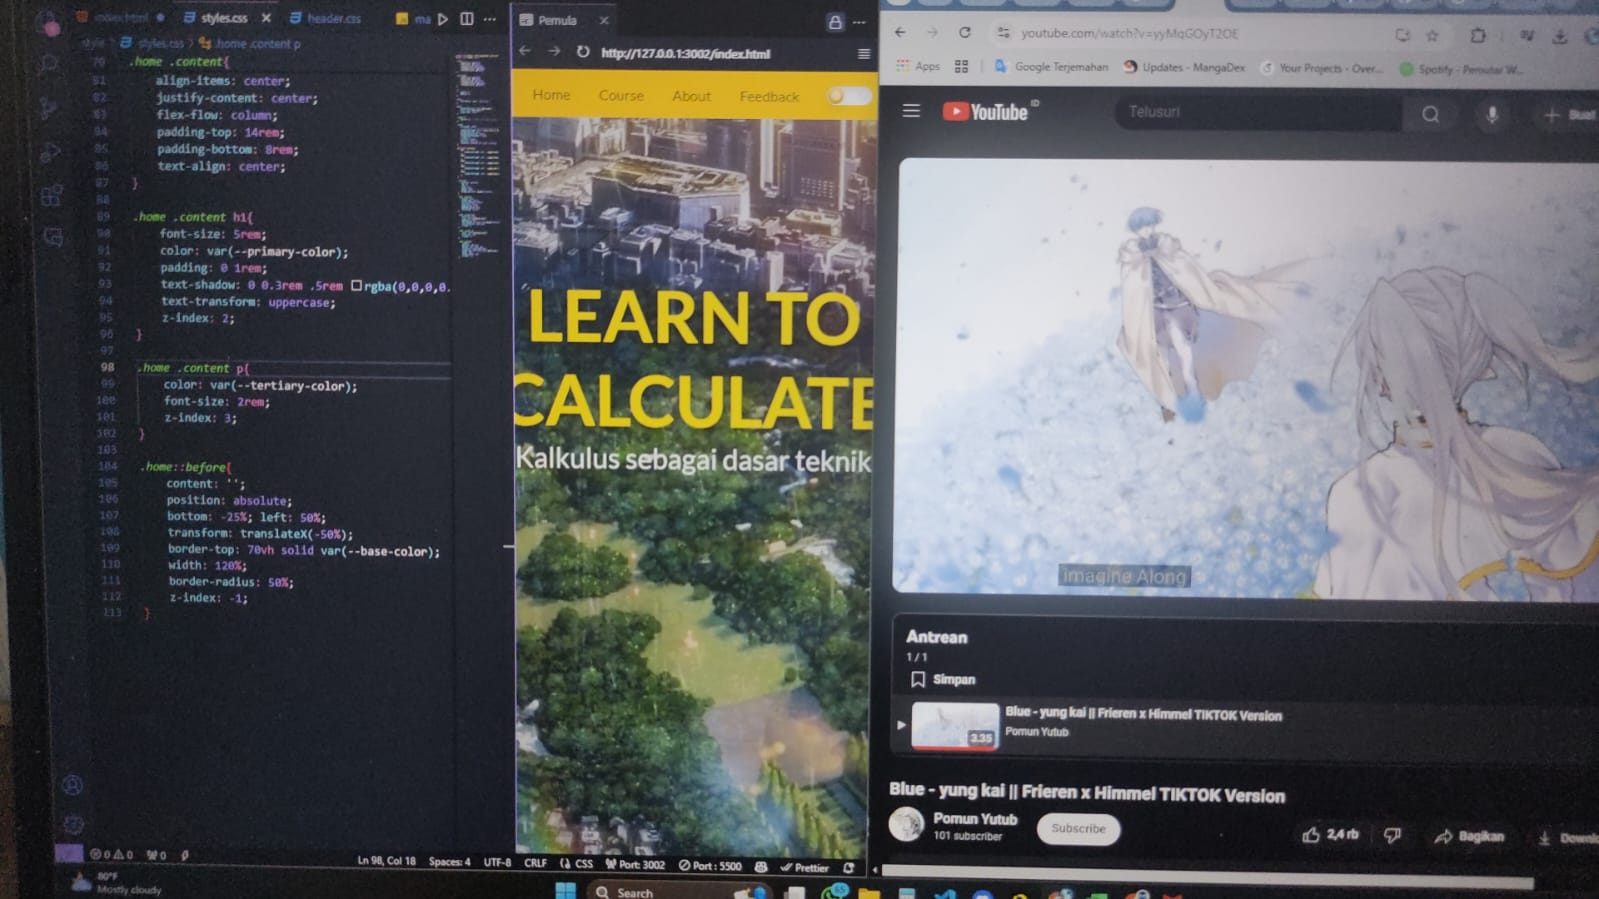 index.html
styles.css
header.css
ma
style > styles.css > .home .content p
79 .home .content{
81 align-items: center;
82 justify-content: center;
83 flex-flow: column;
84 padding-top: 14rem;
85 padding-bottom: 8rem;
86 text-align: center;
87 }
88
89 .home .content h1{
90 font-size: 5rem;
91 color: var(--primary-color);
92 padding: 0 1rem;
93 text-shadow: 0 0.3rem .5rem rgba(0,0,0,0.
94 text-transform: uppercase;
95 z-index: 2;
96 }
97
98 .home .content p{
99 color: var(--tertiary-color);
100 font-size: 2rem;
101 z-index: 3;
102 }
103
104 .home::before{
105 content: '';
106 position: absolute;
107 bottom: -25%; left: 50%;
108 transform: translateX(-50%);
109 border-top: 70vh solid var(--base-color);
110 width: 120%;
111 border-radius: 50%;
112 z-index: -1;
113 }
0 0 0
Ln 98, Col 18 Spaces: 4 UTF-8 CRLF CSS Port: 3002 Port : 5500 Prettier
Pemula
http://127.0.0.1:3002/index.html
Home Course About Feedback
LEARN TO
CALCULATE
Kalkulus sebagai dasar teknik
youtube.com/watch?v=yyMqGOyT2OE
Apps Google Terjemahan Updates - MangaDex Your Projects - Over... Spotify - Pemutar W...
YouTube ID
Telusuri
Buat
imagine Along
Antrean
1 / 1
Simpan
3.35
Blue - yung kai || Frieren x Himmel TIKTOK Version
Pomun Yutub
Blue - yung kai || Frieren x Himmel TIKTOK Version
Pomun Yutub
101 subscriber
Subscribe
2,4 rb
Bagikan
Downl
80°F
Mostly cloudy
Search